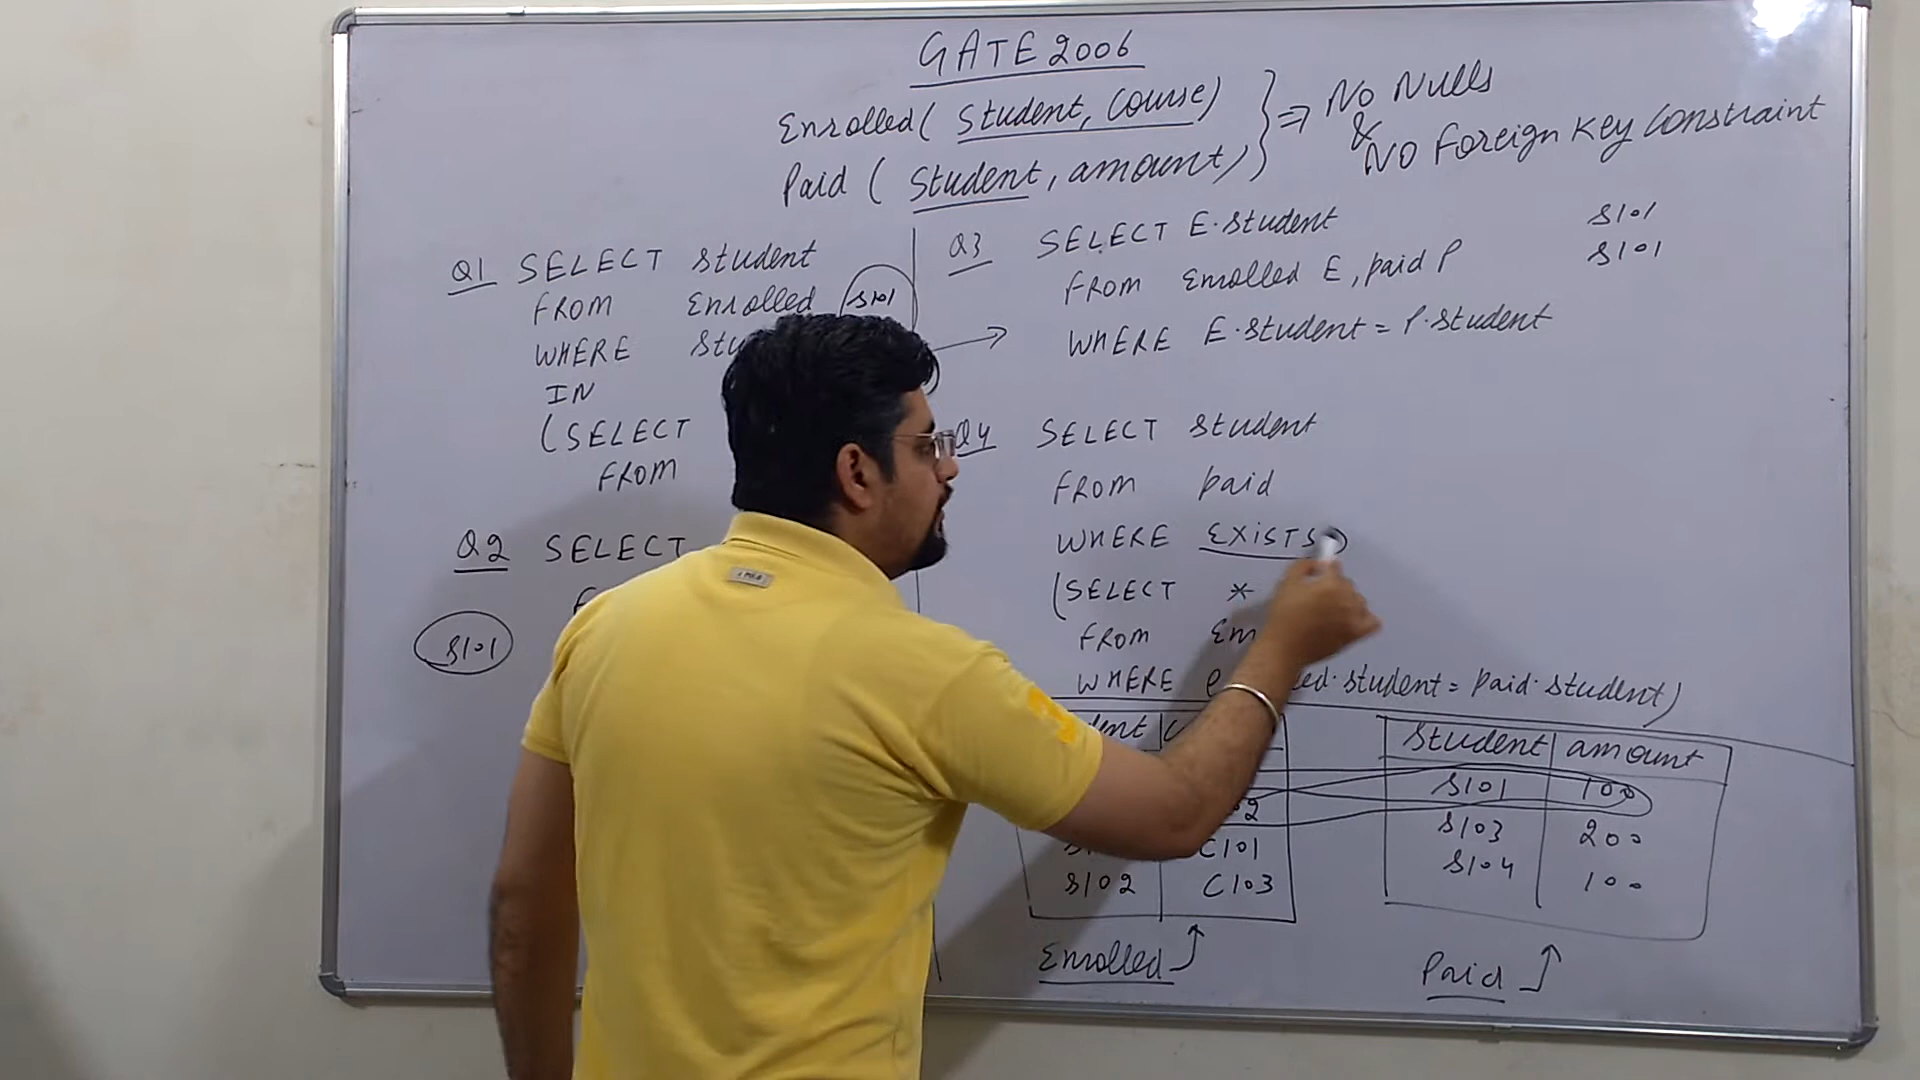 GATE 2006
Enrolled (Student, Course)
Paid (Student, amount)
} => No Nulls
&
NO Foreign Key Constraint
Q1 SELECT Student
FROM Enrolled
WHERE
IN
(SELECT
FROM
S101
Q2 SELECT
S101
Q3 SELECT E.Student
FROM Enrolled E, paid P
WHERE E.Student = P.Student
S101
S101
Q4 SELECT Student
FROM paid
WHERE EXISTS
(SELECT *
FROM
WHERE student = paid.student)
C101
S102 C103
Enrolled
Student amount
S101 100
S103 200
S104 100
Paid